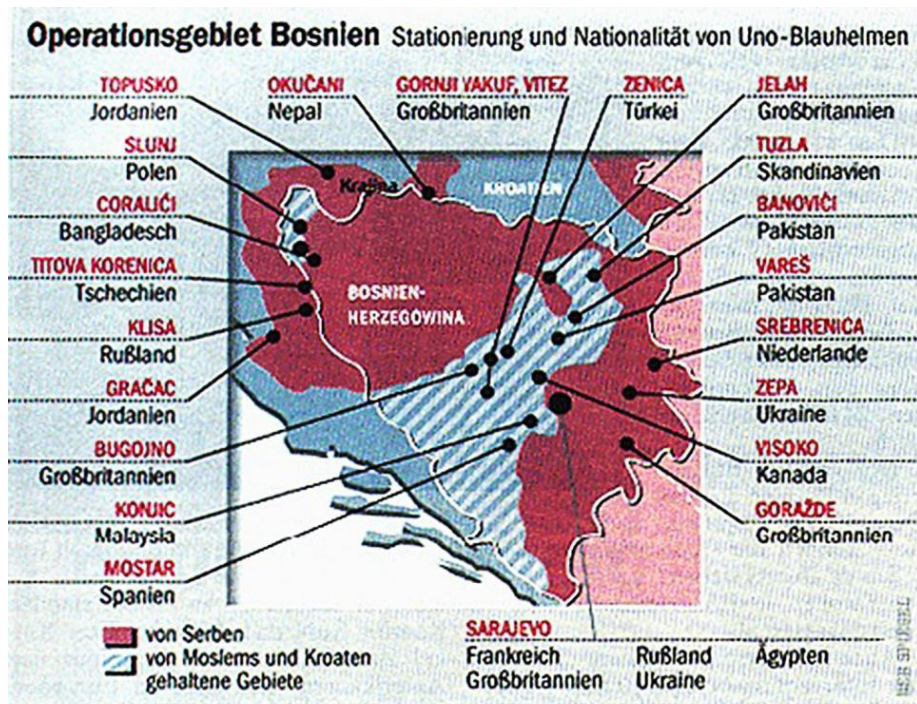 Operationsgebiet Bosnien Stationierung und Nationalität von Uno-Blauhelmen
TOPUSKO
Jordanien
OKUČANI
Nepal
GORNJI VAKUF, VITEZ
Großbritannien
ZENICA
Türkei
JELAH
Großbritannien
SLUNJ
Polen
TUZLA
Skandinavien
CORALIĆI
Bangladesch
BANOVIĆI
Pakistan
TITOVA KORENICA
Tschechien
VAREŠ
Pakistan
KLISA
Rußland
SREBRENICA
Niederlande
GRAČAC
Jordanien
ZEPA
Ukraine
BUGOJNO
Großbritannien
VISOKO
Kanada
KONJIC
Malaysia
GORAŽDE
Großbritannien
MOSTAR
Spanien
Krajina
KROATIEN
BOSNIEN-
HERZEGOWINA
von Serben
von Moslems und Kroaten
gehaltene Gebiete
SARAJEVO
Frankreich Rußland Ägypten
Großbritannien Ukraine
DER SPIEGEL